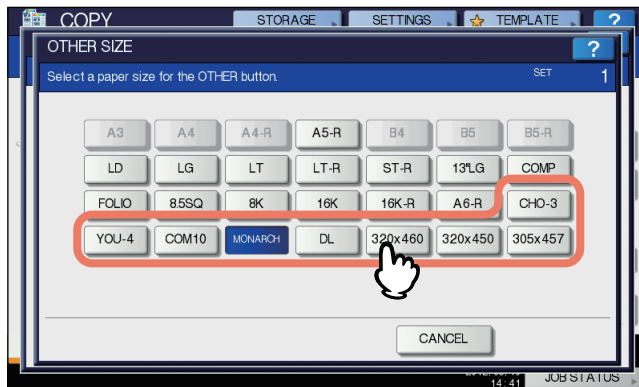 COPY STORAGE SETTINGS TEMPLATE ?
OTHER SIZE ?
Select a paper size for the OTHER button. SET 1
A3 A4 A4-R A5-R B4 B5 B5-R
LD LG LT LT-R ST-R 13"LG COMP
FOLIO 8.5SQ 8K 16K 16K-R A6-R CHO-3
YOU-4 COM10 MONARCH DL 320x460 320x450 305x457
CANCEL
14:41 JOB STATUS